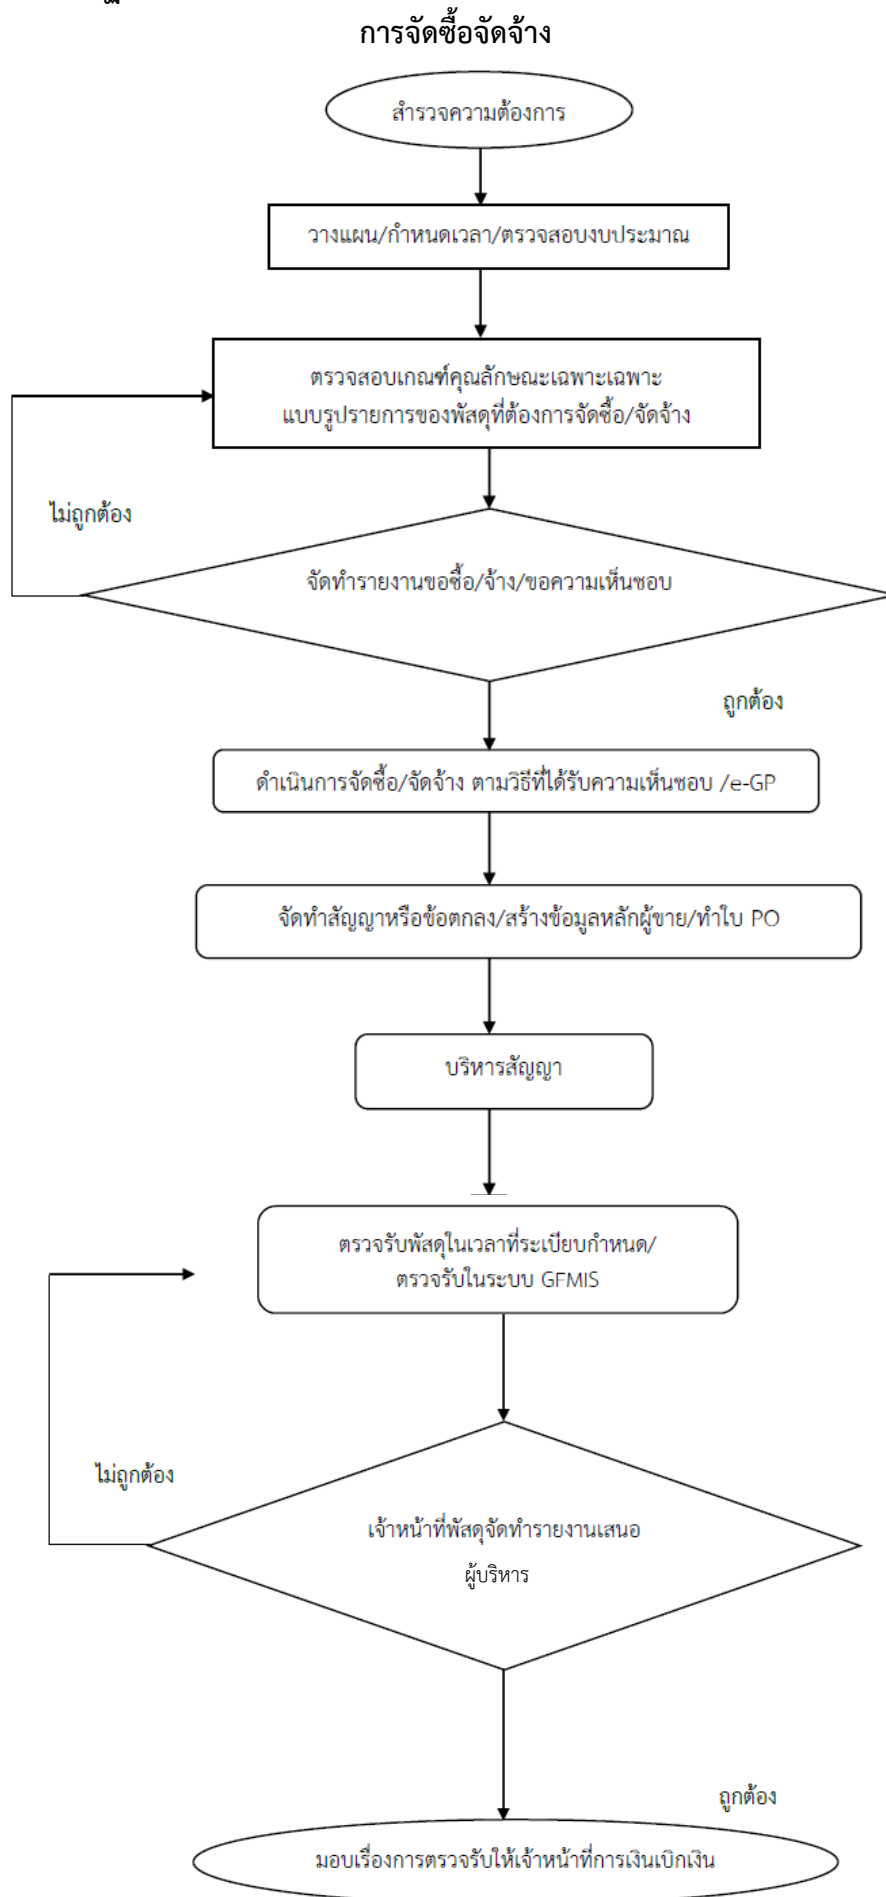 การจัดซื้อจัดจ้าง
สำรวจความต้องการ
วางแผน/กำหนดเวลา/ตรวจสอบงบประมาณ
ตรวจสอบเกณฑ์คุณลักษณะเฉพาะเฉพาะ
แบบรูปรายการของพัสดุที่ต้องการจัดซื้อ/จัดจ้าง
ไม่ถูกต้อง
จัดทำรายงานขอซื้อ/จ้าง/ขอความเห็นชอบ
ถูกต้อง
ดำเนินการจัดซื้อ/จัดจ้าง ตามวิธีที่ได้รับความเห็นชอบ /e-GP
จัดทำสัญญาหรือข้อตกลง/สร้างข้อมูลหลักผู้ขาย/ทำใบ PO
บริหารสัญญา
ตรวจรับพัสดุในเวลาที่ระเบียบกำหนด/
ตรวจรับในระบบ GFMIS
ไม่ถูกต้อง
เจ้าหน้าที่พัสดุจัดทำรายงานเสนอ
ผู้บริหาร
ถูกต้อง
มอบเรื่องการตรวจรับให้เจ้าหน้าที่การเงินเบิกเงิน